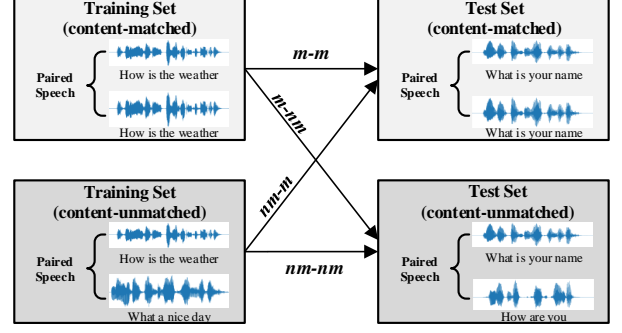 Training Set
(content-matched)
Paired
Speech
How is the weather
How is the weather
m-m
m-nm
nm-m
nm-nm
Test Set
(content-matched)
Paired
Speech
What is your name
What is your name
Training Set
(content-unmatched)
Paired
Speech
How is the weather
What a nice day
Test Set
(content-unmatched)
Paired
Speech
What is your name
How are you